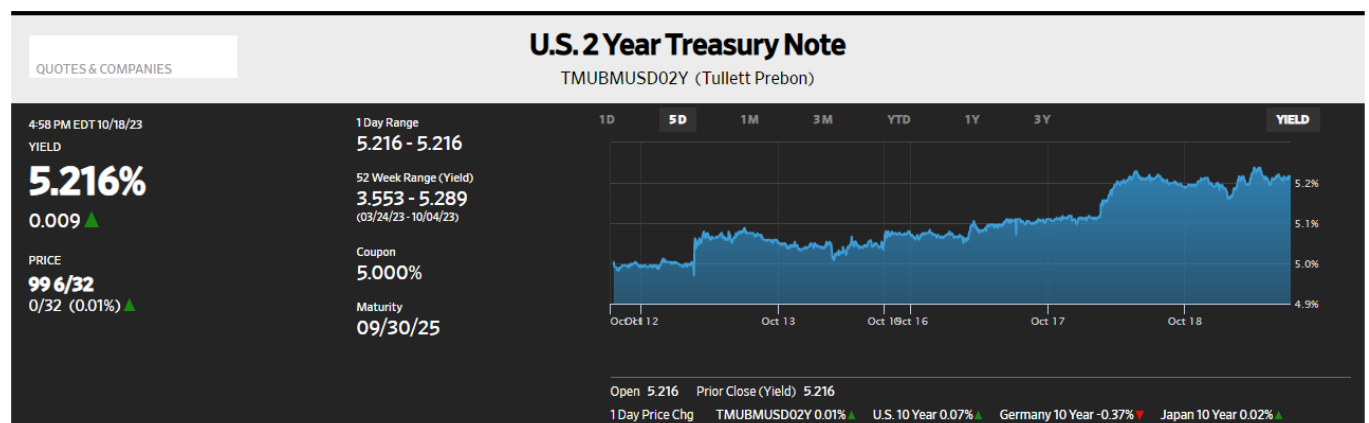 U.S. 2 Year Treasury Note
QUOTES & COMPANIES
TMUBMUSD02Y (Tullett Prebon)
4:58 PM EDT 10/18/23
YIELD
5.216%
0.009
PRICE
99 6/32
0/32 (0.01%)
1 Day Range
5.216 - 5.216
52 Week Range (Yield)
3.553 - 5.289
(03/24/23 - 10/04/23)
Coupon
5.000%
Maturity
09/30/25
1D 5D 1M 3M YTD 1Y 3Y YIELD
5.2%
5.1%
5.0%
4.9%
Oct 12 Oct 13 Oct 16 Oct 17 Oct 18
Open 5.216 Prior Close (Yield) 5.216
1 Day Price Chg TMUBMUSD02Y 0.01% U.S. 10 Year 0.07% Germany 10 Year -0.37% Japan 10 Year 0.02%